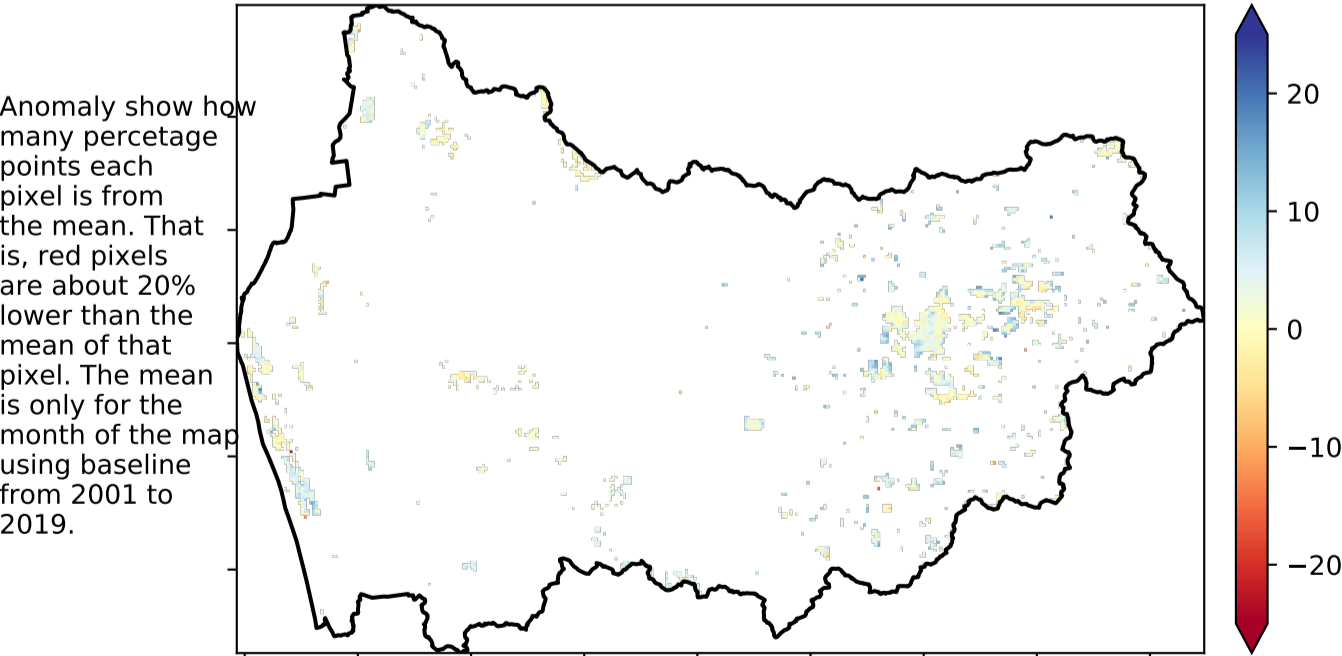 Anomaly show how
many percetage
points each
pixel is from
the mean. That
is, red pixels
are about 20%
lower than the
mean of that
pixel. The mean
is only for the
month of the map
using baseline
from 2001 to
2019.
20
10
0
−10
−20